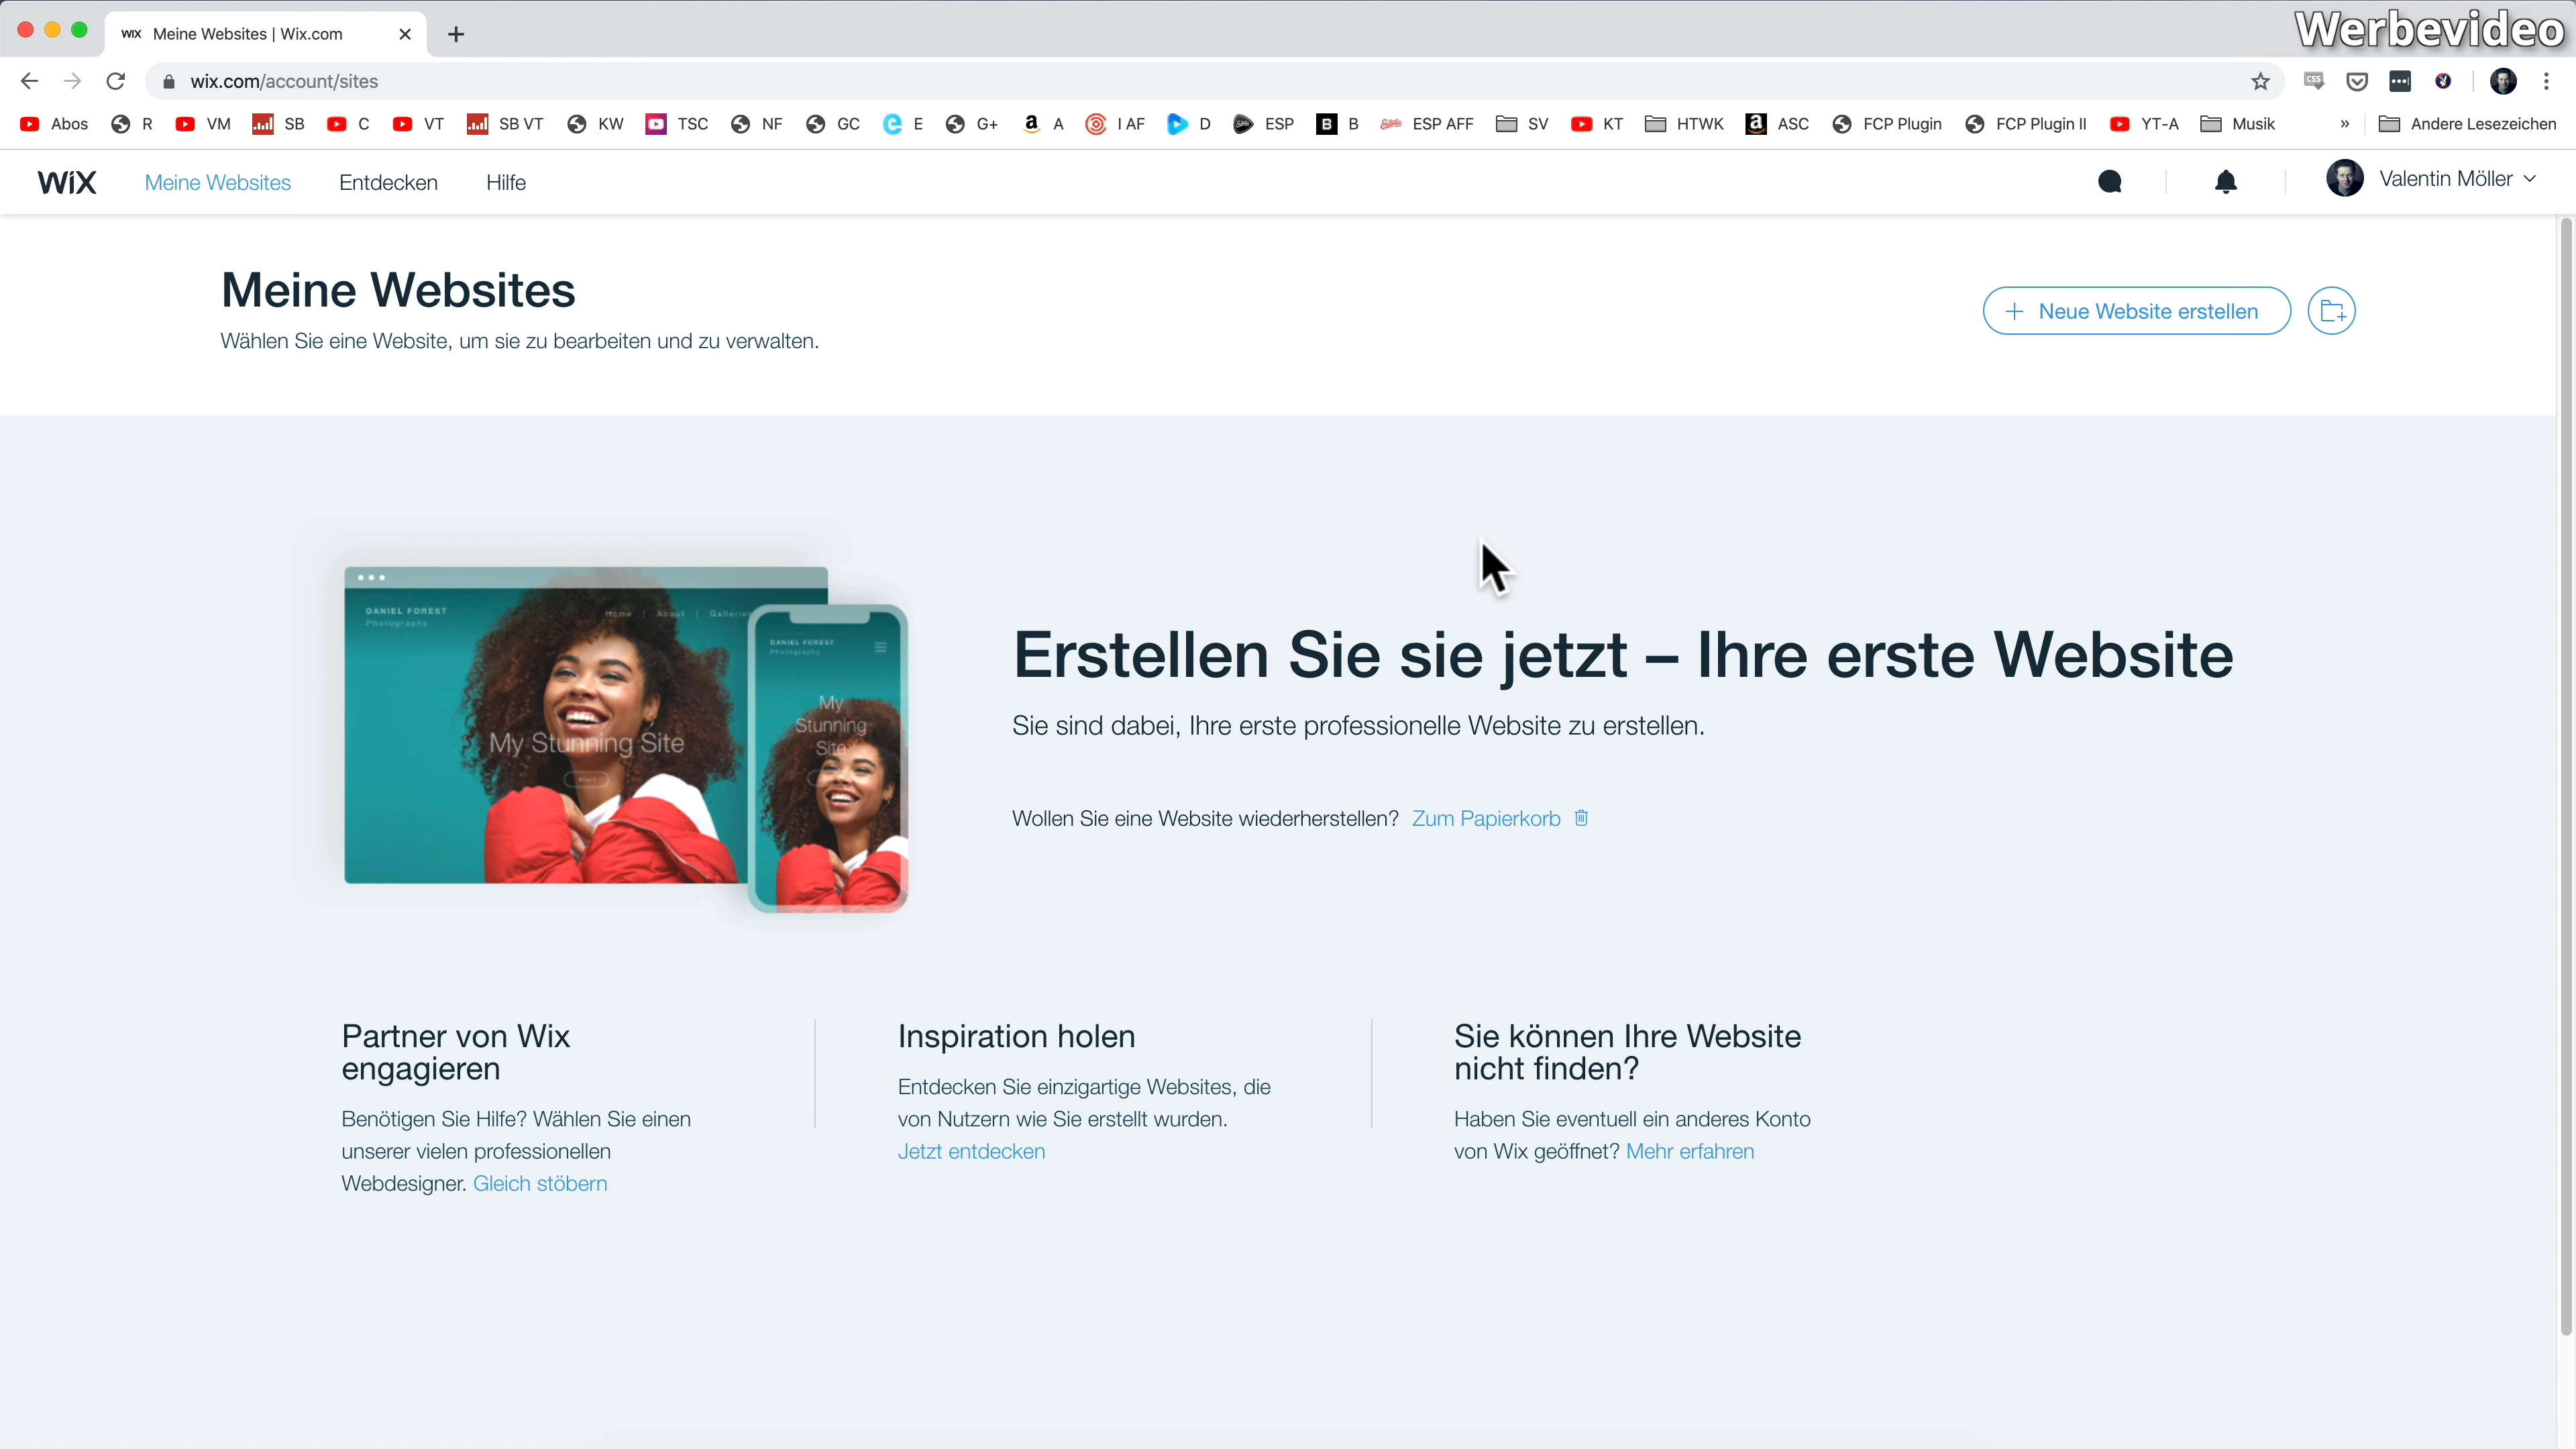 Werbevideo
WiX Meine Websites | Wix.com
wix.com/account/sites
Abos R VM SB C VT SB VT KW TSC NF GC E G+ A I AF D ESP B ESP AFF SV KT HTWK ASC FCP Plugin FCP Plugin II YT-A Musik » Andere Lesezeichen
WiX Meine Websites Entdecken Hilfe Valentin Möller
Meine Websites
Wählen Sie eine Website, um sie zu bearbeiten und zu verwalten.
+ Neue Website erstellen
DANIEL FOREST
Photography
Home | About | Galleries
My Stunning Site
Start
DANIEL FOREST
Photography
My
Stunning
Site
Erstellen Sie sie jetzt – Ihre erste Website
Sie sind dabei, Ihre erste professionelle Website zu erstellen.
Wollen Sie eine Website wiederherstellen? Zum Papierkorb
Partner von Wix
engagieren
Benötigen Sie Hilfe? Wählen Sie einen
unserer vielen professionellen
Webdesigner. Gleich stöbern
Inspiration holen
Entdecken Sie einzigartige Websites, die
von Nutzern wie Sie erstellt wurden.
Jetzt entdecken
Sie können Ihre Website
nicht finden?
Haben Sie eventuell ein anderes Konto
von Wix geöffnet? Mehr erfahren